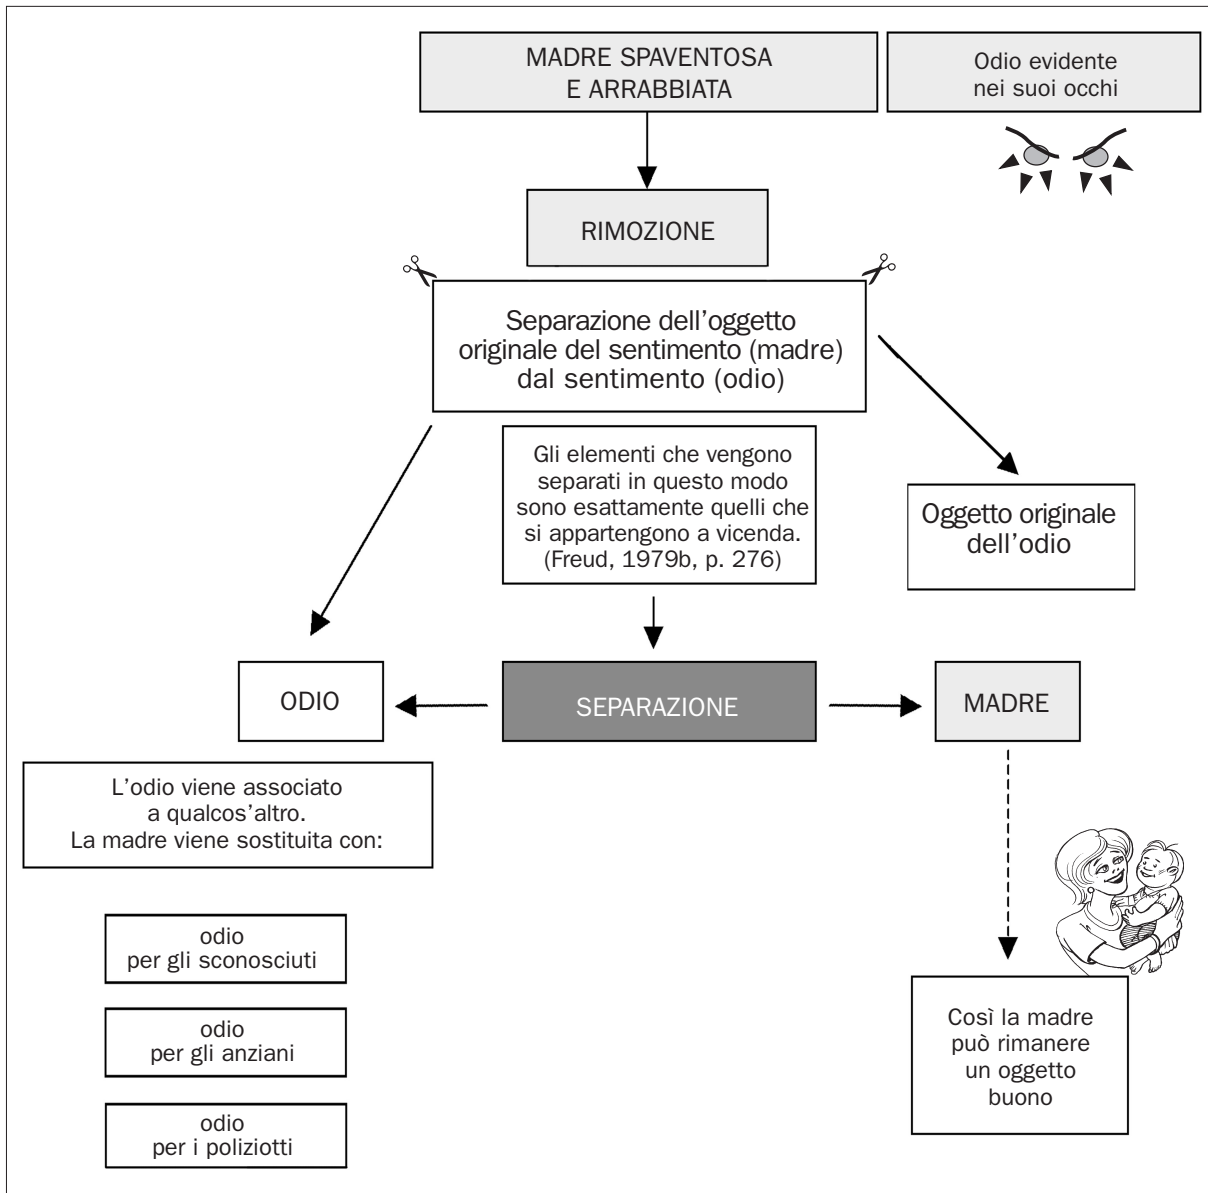 MADRE SPAVENTOSA
E ARRABBIATA
Odio evidente
nei suoi occhi
RIMOZIONE
Separazione dell’oggetto
originale del sentimento (madre)
dal sentimento (odio)
Gli elementi che vengono
separati in questo modo
sono esattamente quelli che
si appartengono a vicenda.
(Freud, 1979b, p. 276)
Oggetto originale
dell’odio
ODIO
SEPARAZIONE
MADRE
L’odio viene associato
a qualcos’altro.
La madre viene sostituita con:
odio
per gli sconosciuti
odio
per gli anziani
odio
per i poliziotti
Così la madre
può rimanere
un oggetto
buono